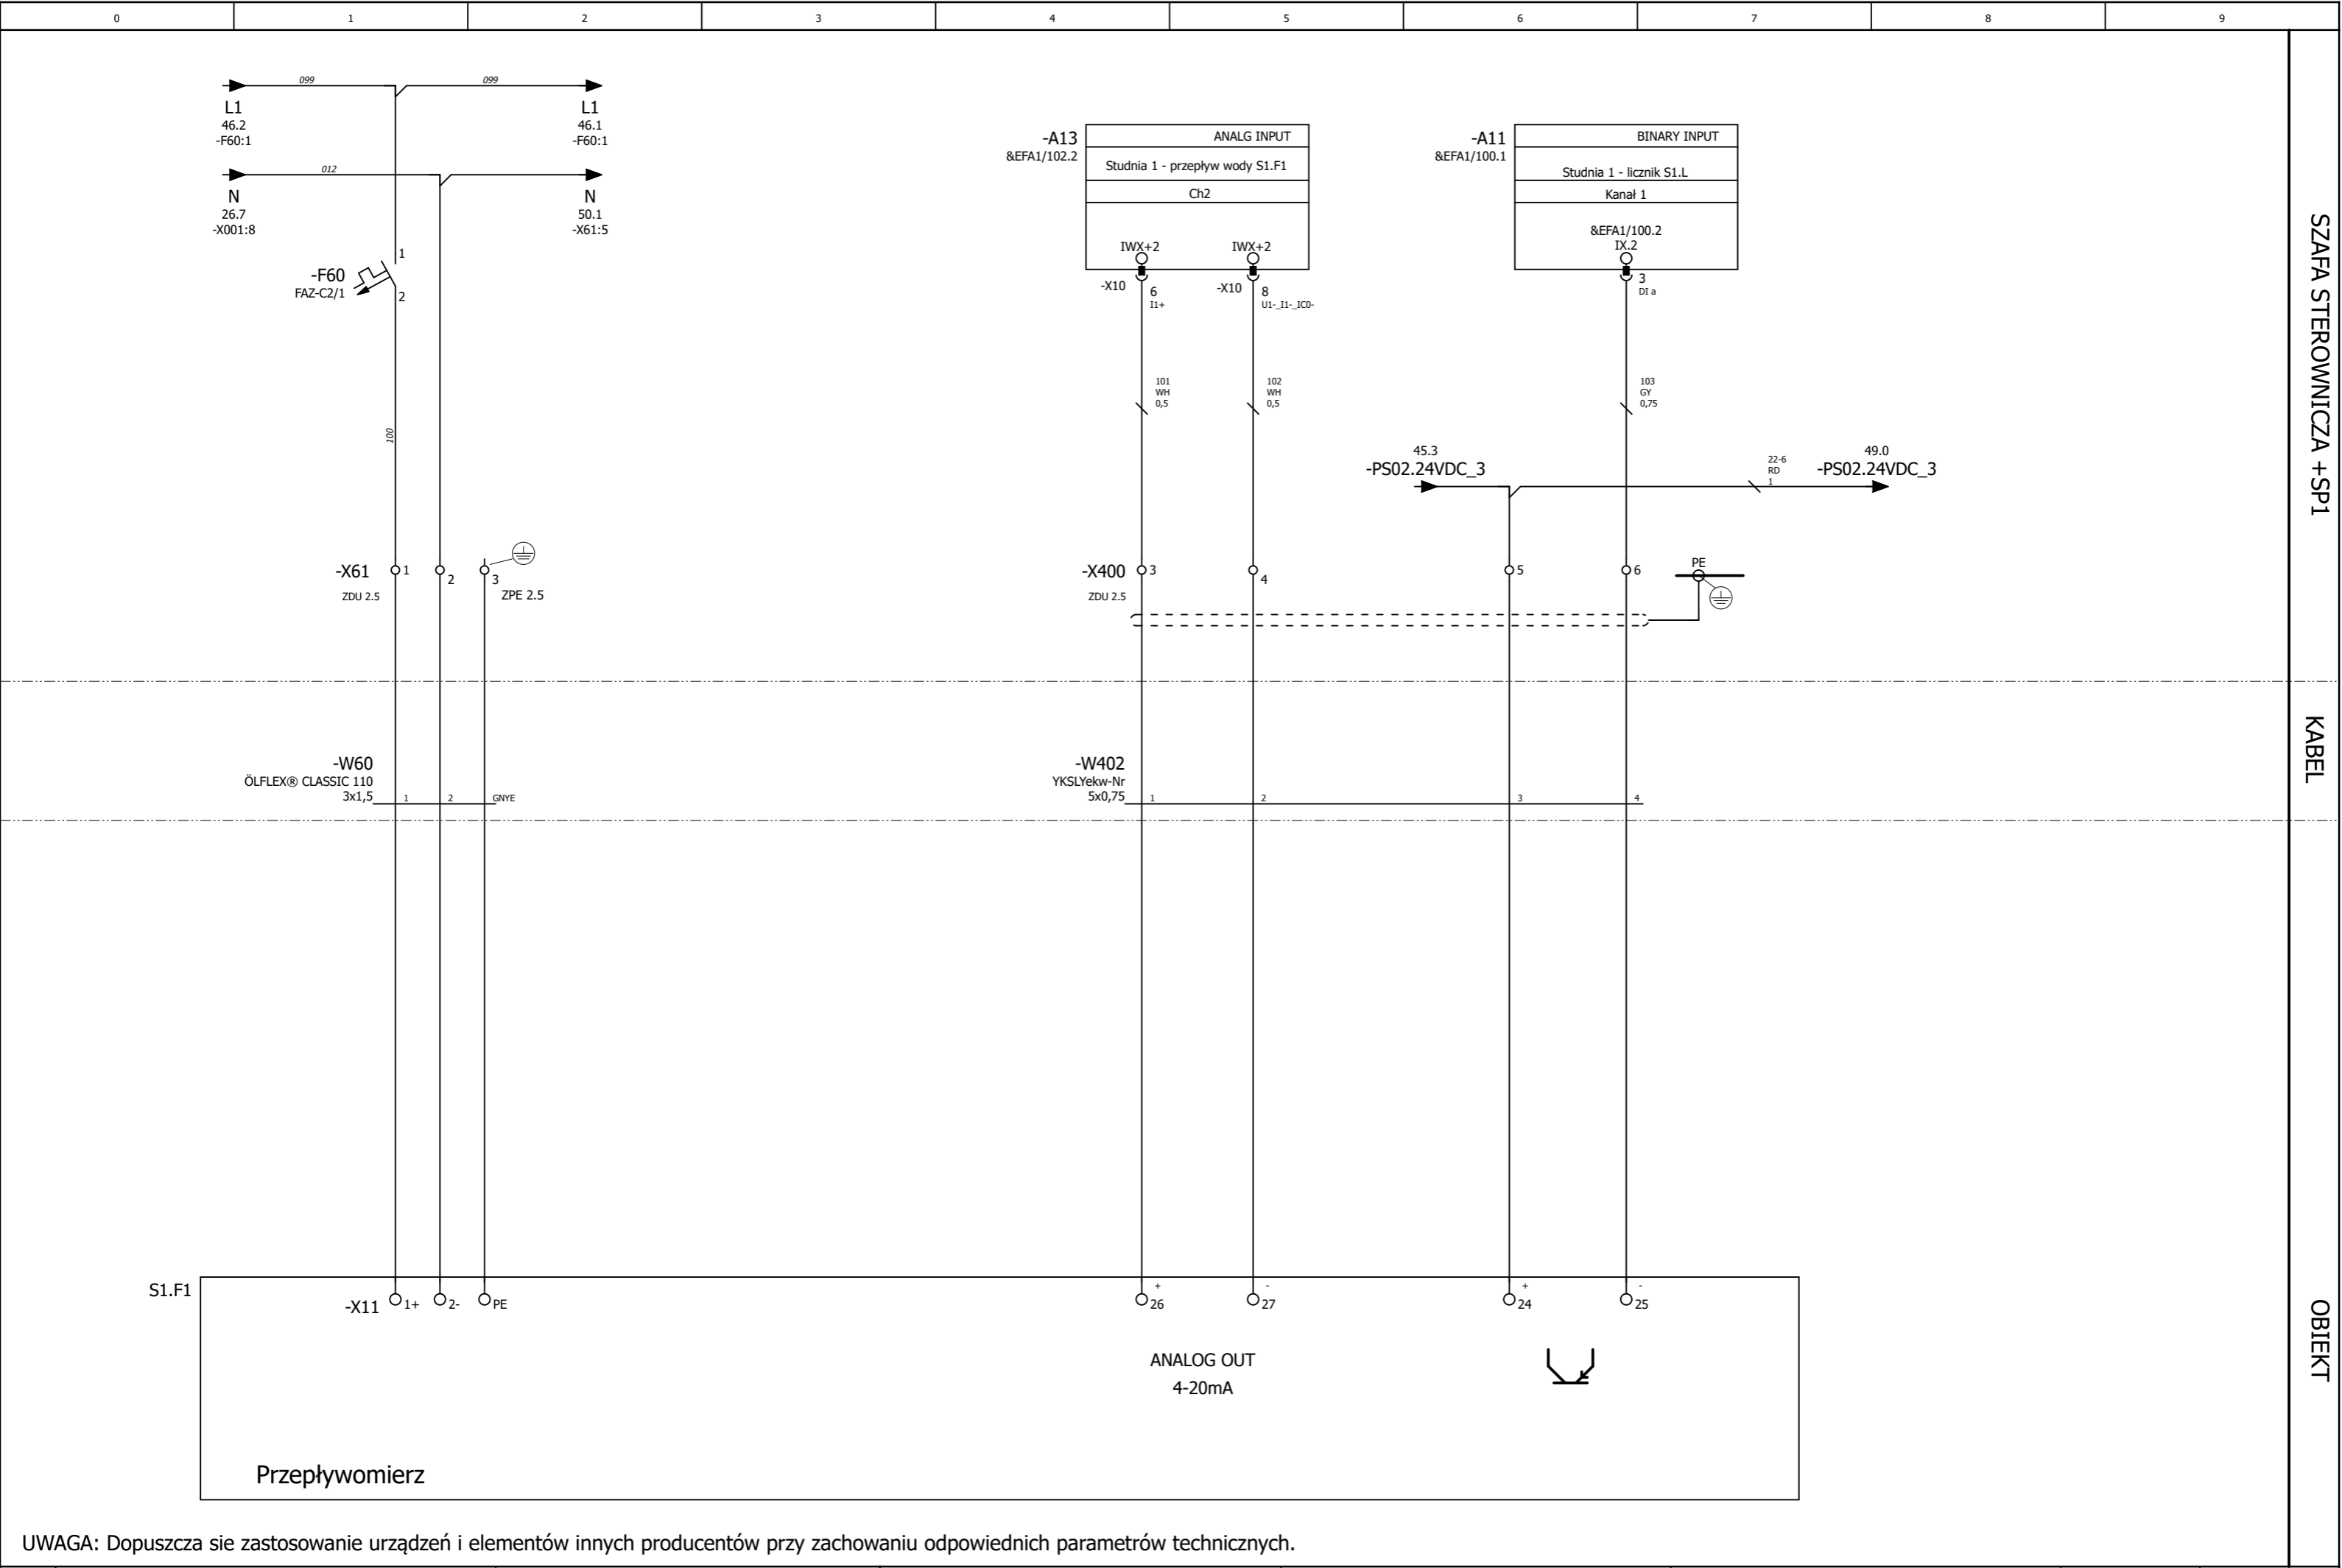 0 1 2 3 4 5 6 7 8 9
099 099
L1
46.2
-F60:1
L1
46.1
-F60:1
012
N
26.7
-X001:8
N
50.1
-X61:5
-F60
FAZ-C2/1
1
2
100
-A13
&EFA1/102.2
ANALG INPUT
Studnia 1 - przepływ wody S1.F1
Ch2
IWX+2 IWX+2
-X10 6
I1+
-X10 8
U1-_I1-_IC0-
-A11
&EFA1/100.1
BINARY INPUT
Studnia 1 - licznik S1.L
Kanał 1
&EFA1/100.2
IX.2
3
DI a
101
WH
0,5
102
WH
0,5
103
GY
0,75
45.3
-PS02.24VDC_3
22-6
RD
1
49.0
-PS02.24VDC_3
-X61 1 2 3
ZDU 2.5 ZPE 2.5
-X400 3 4 5 6
ZDU 2.5
PE
SZAFA STEROWNICZA +SP1
-W60
ÖLFLEX® CLASSIC 110
3x1,5 1 2 GNYE
-W402
YKSLYekw-Nr
5x0,75 1 2 3 4
KABEL
S1.F1
-X11 1+ 2- PE
+ - + -
26 27 24 25
ANALOG OUT
4-20mA
Przepływomierz
OBIEKT
UWAGA: Dopuszcza sie zastosowanie urządzeń i elementów innych producentów przy zachowaniu odpowiednich parametrów technicznych.